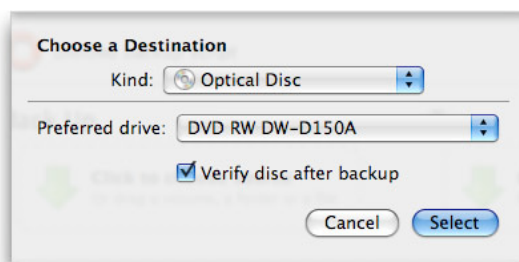 Choose a Destination
Kind: Optical Disc
Preferred drive: DVD RW DW-D150A
Verify disc after backup
Cancel Select